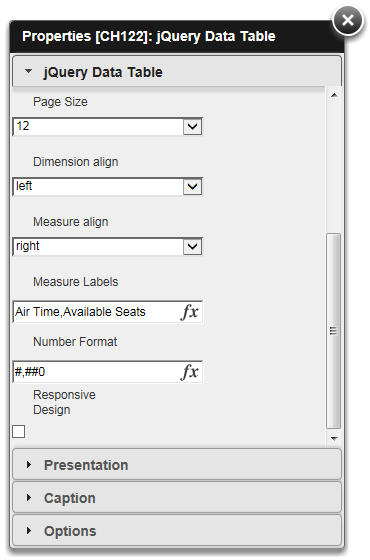 Properties [CH122]: jQuery Data Table
jQuery Data Table
Page Size
12
Dimension align
left
Measure align
right
Measure Labels
Air Time,Available Seats fx
Number Format
#,##0 fx
Responsive
Design
Presentation
Caption
Options